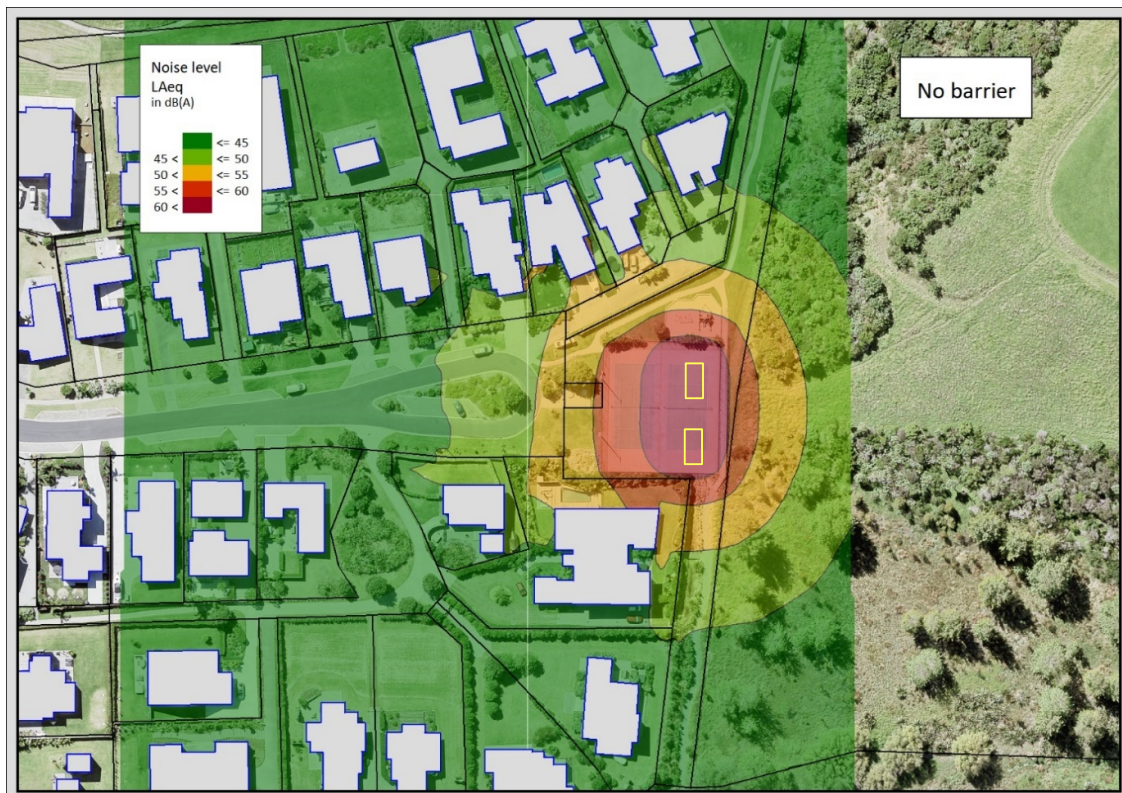 Noise level
LAeq
in dB(A)
<= 45
45 < <= 50
50 < <= 55
55 < <= 60
60 <
No barrier